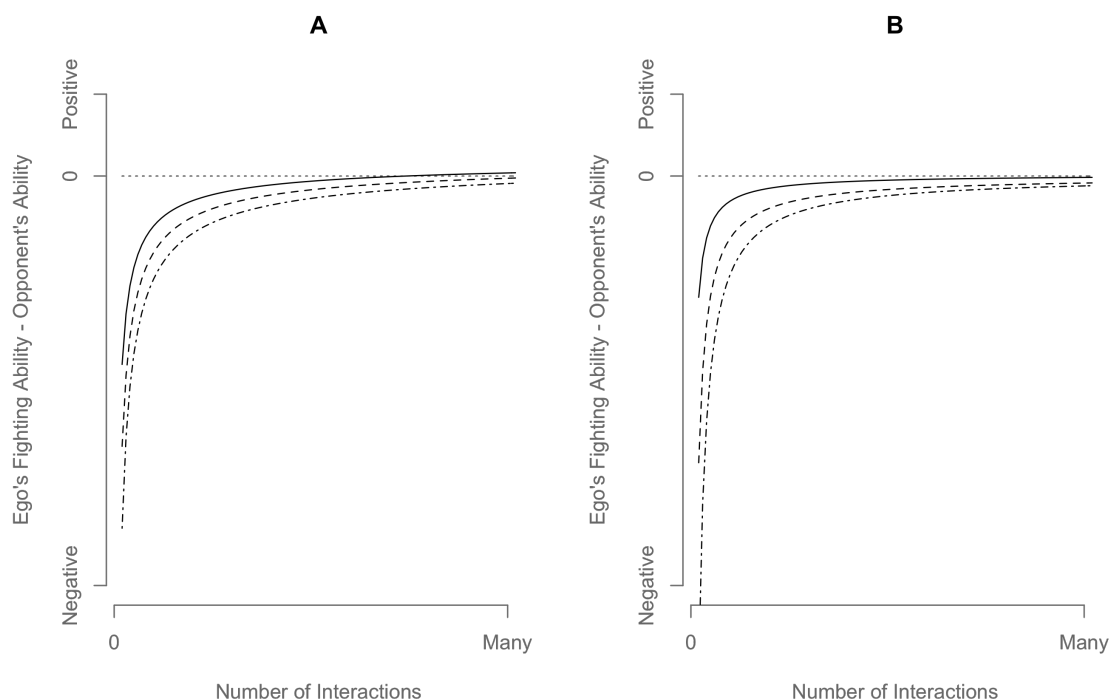 A
Positive
0
Negative
Ego's Fighting Ability - Opponent's Ability
0
Many
Number of Interactions
B
Positive
0
Negative
Ego's Fighting Ability - Opponent's Ability
0
Many
Number of Interactions